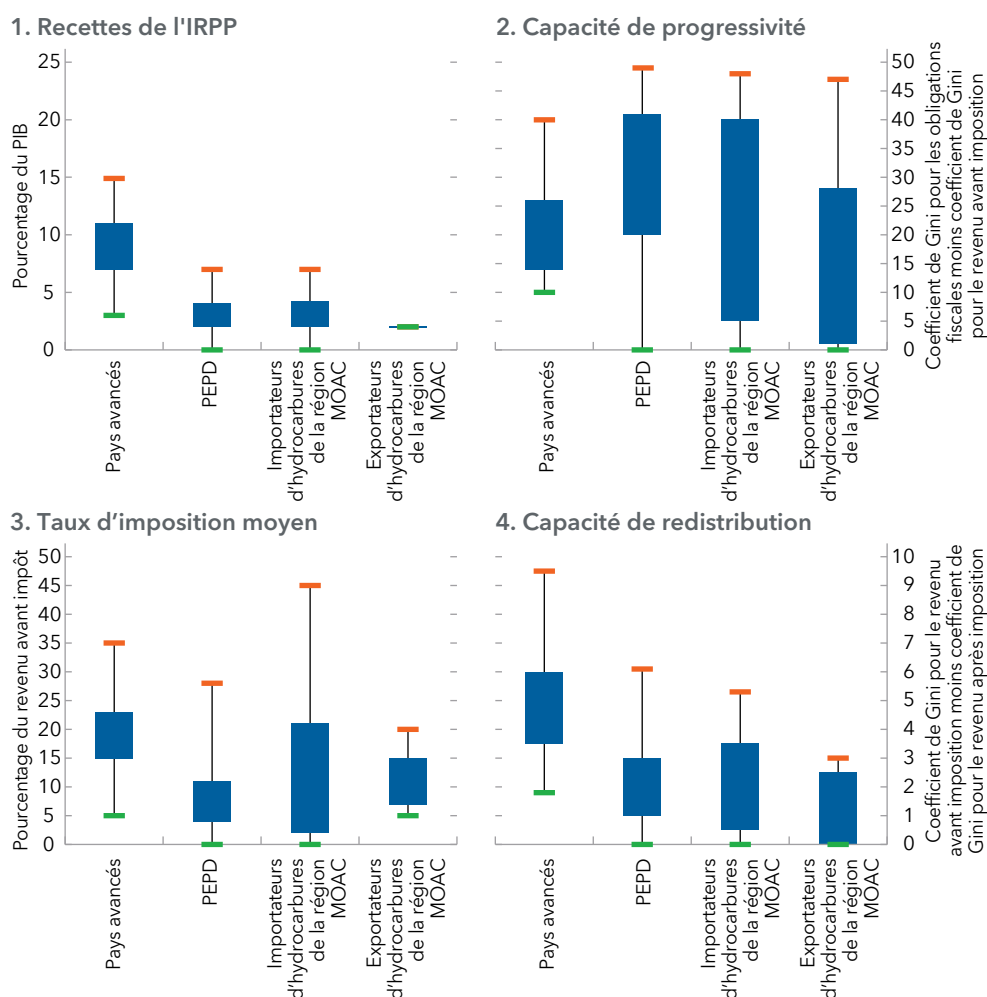 1. Recettes de l'IRPP
Pourcentage du PIB
25
20
15
10
5
0
Pays avancés
PEPD
Importateurs
d'hydrocarbures
de la région
MOAC
Exportateurs
d'hydrocarbures
de la région
MOAC
2. Capacité de progressivité
50
45
40
35
30
25
20
15
10
5
0
Coefficient de Gini pour les obligations
fiscales moins coefficient de Gini
pour le revenu avant imposition
Pays avancés
PEPD
Importateurs
d'hydrocarbures
de la région
MOAC
Exportateurs
d'hydrocarbures
de la région
MOAC
3. Taux d’imposition moyen
Pourcentage du revenu avant impôt
50
45
40
35
30
25
20
15
10
5
0
Pays avancés
PEPD
Importateurs
d'hydrocarbures
de la région
MOAC
Exportateurs
d'hydrocarbures
de la région
MOAC
4. Capacité de redistribution
10
9
8
7
6
5
4
3
2
1
0
Coefficient de Gini pour le revenu
avant imposition moins coefficient de
Gini pour le revenu après imposition
Pays avancés
PEPD
Importateurs
d'hydrocarbures
de la région
MOAC
Exportateurs
d'hydrocarbures
de la région
MOAC